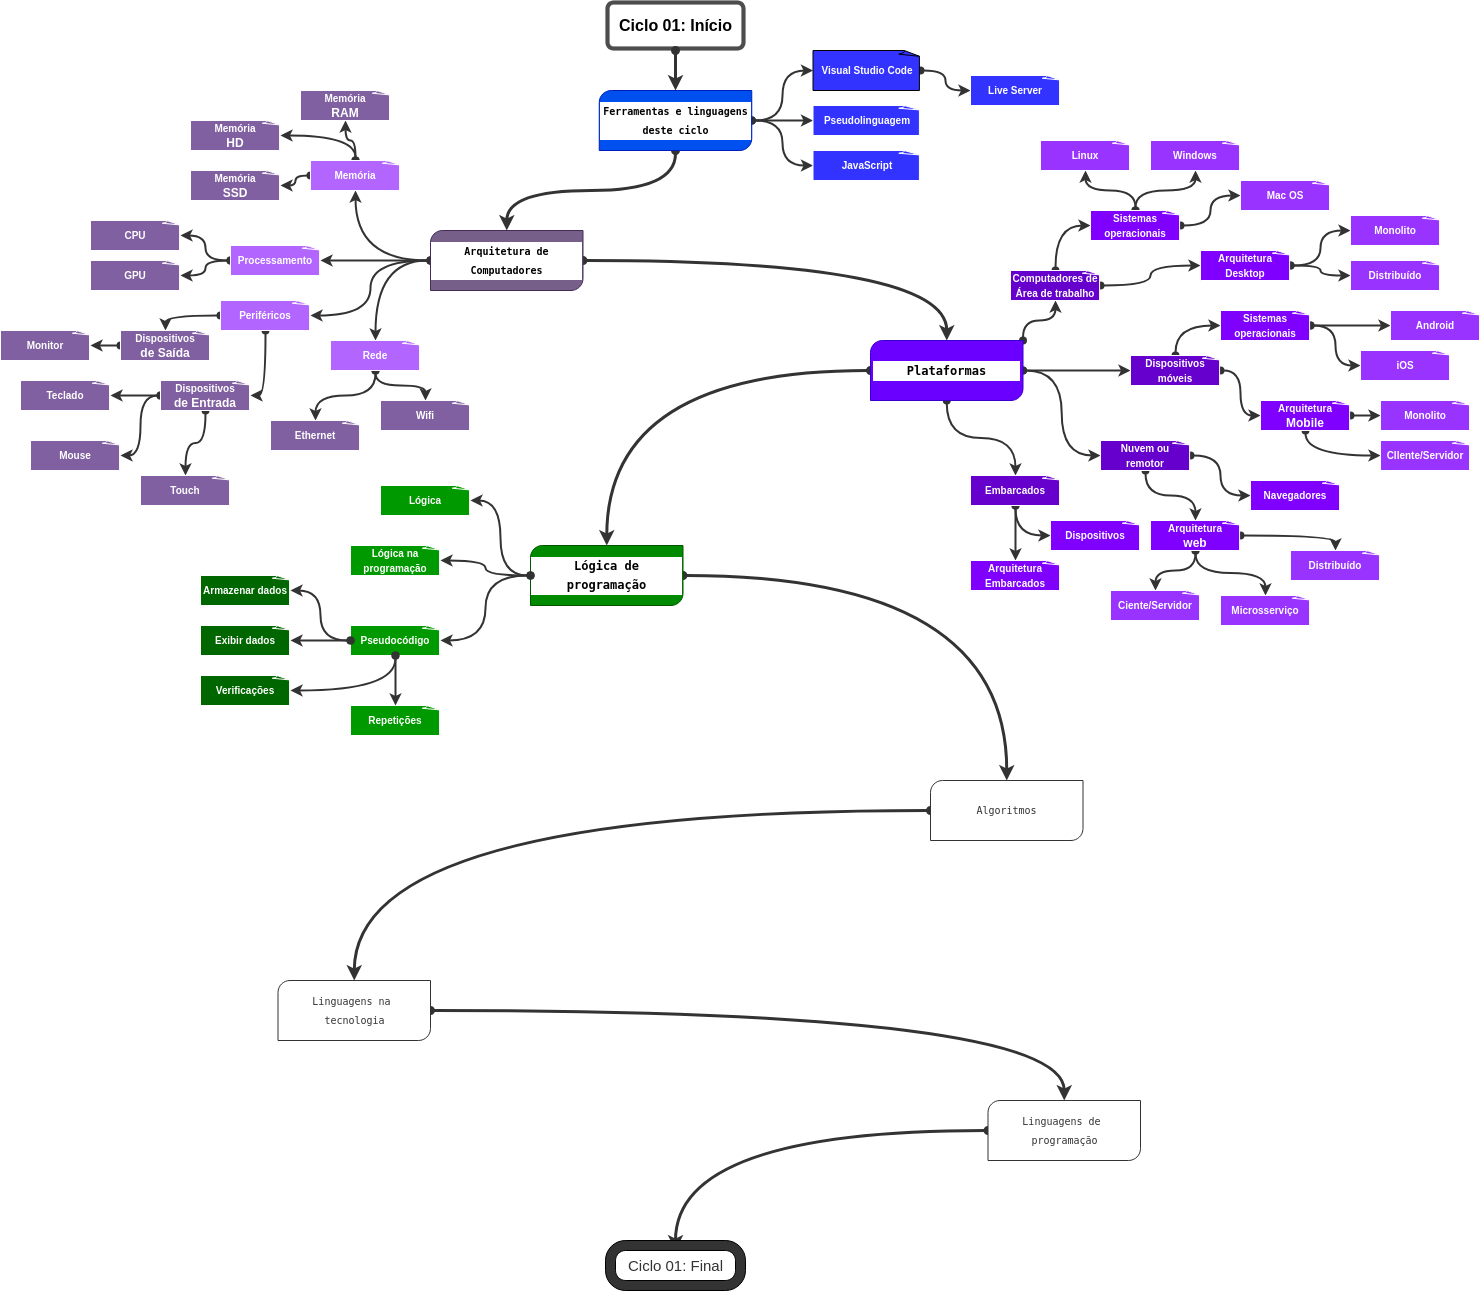 Ciclo 01: Início
Ferramentas e linguagens
deste ciclo
Visual Studio Code
Live Server
Pseudolinguagem
JavaScript
Memória
RAM
Memória
HD
Memória
Memória
SSD
CPU
Processamento
GPU
Periféricos
Monitor
Dispositivos
de Saída
Rede
Teclado
Dispositivos
de Entrada
Wifi
Ethernet
Mouse
Touch
Arquitetura de
Computadores
Linux
Windows
Mac OS
Sistemas
operacionais
Monolito
Arquitetura
Desktop
Distribuído
Computadores de
Área de trabalho
Plataformas
Sistemas
operacionais
Android
iOS
Dispositivos
móveis
Arquitetura
Mobile
Monolito
Cllente/Servidor
Nuvem ou
remotor
Navegadores
Embarcados
Dispositivos
Arquitetura
Embarcados
Arquitetura
web
Distribuído
Ciente/Servidor
Microsserviço
Lógica
Lógica na
programação
Lógica de
programação
Armazenar dados
Exibir dados
Pseudocódigo
Verificações
Repetições
Algoritmos
Linguagens na
tecnologia
Linguagens de
programação
Ciclo 01: Final